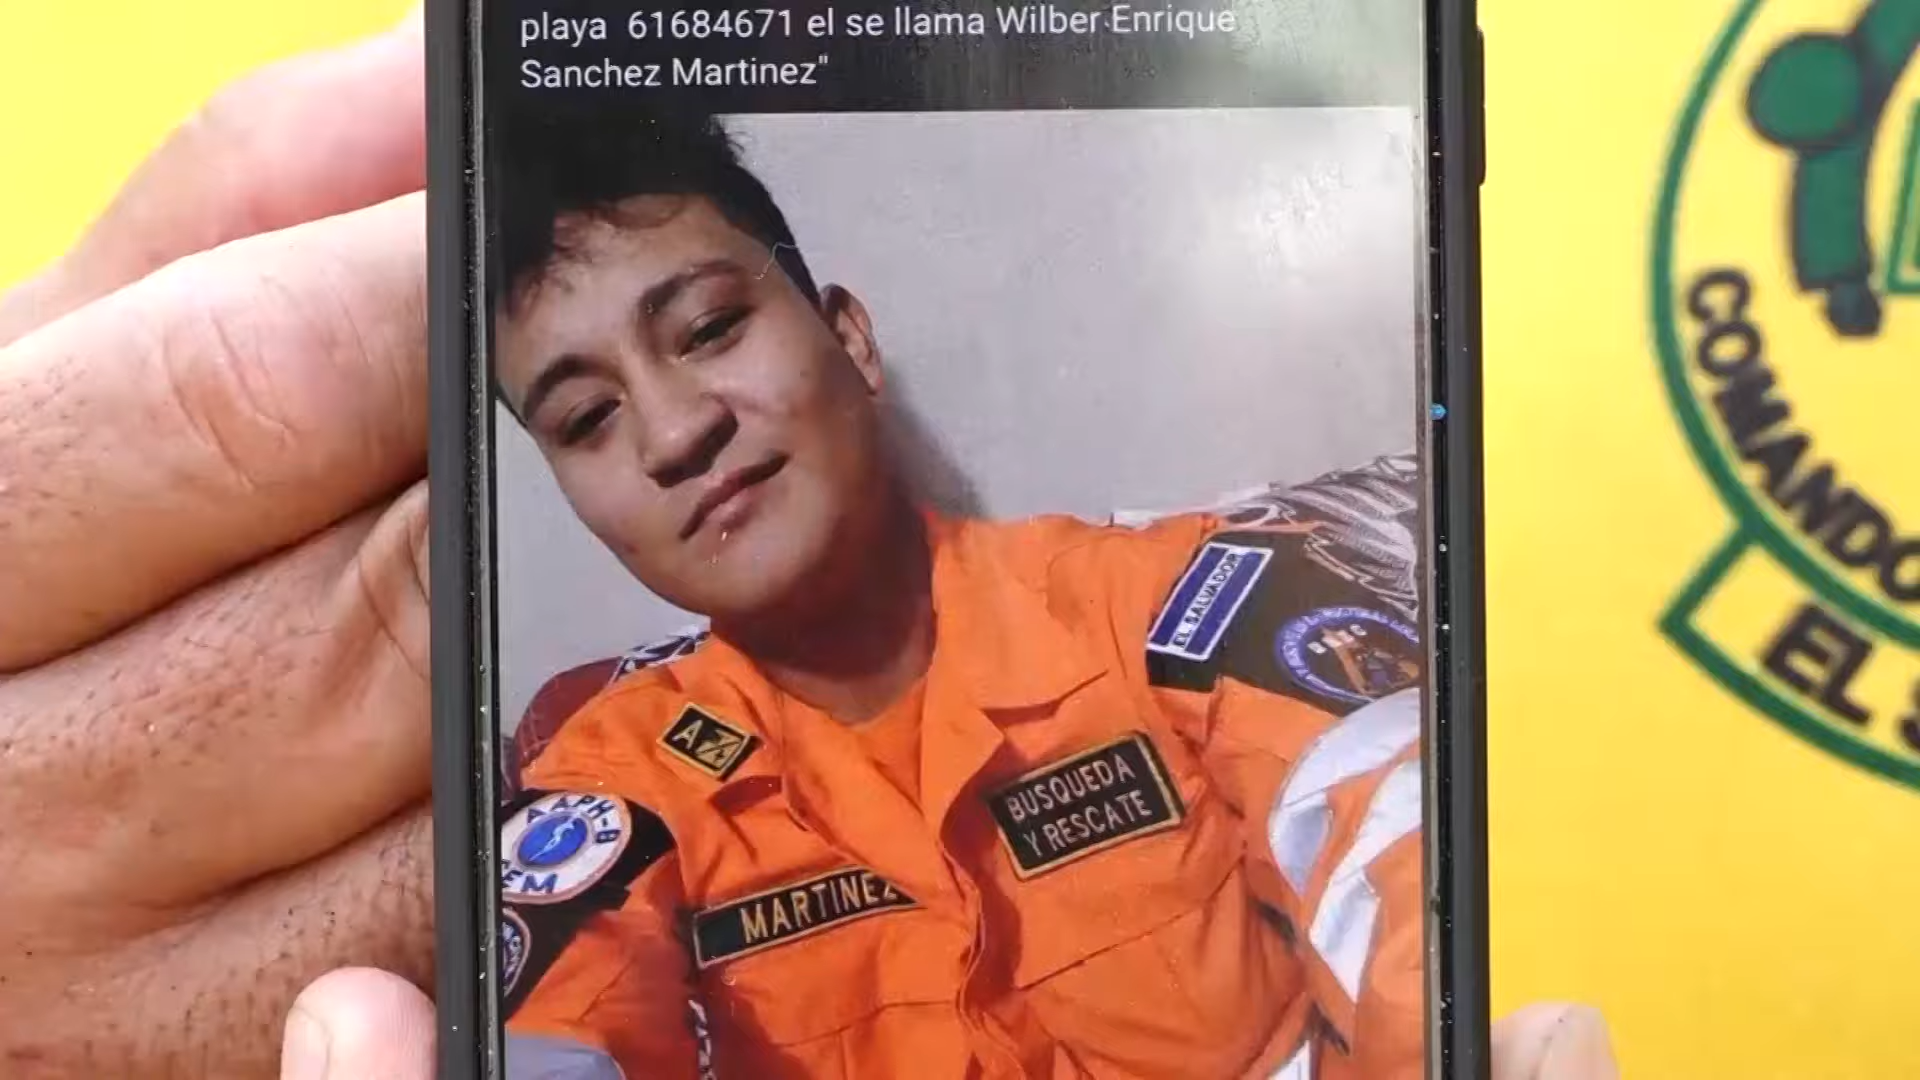 playa 61684671 el se llama Wilber Enrique
Sanchez Martinez"
COMANDO
EL S
EL SALVADOR
A
AAPH-B
EM
BUSQUEDA
Y RESCATE
MARTINEZ